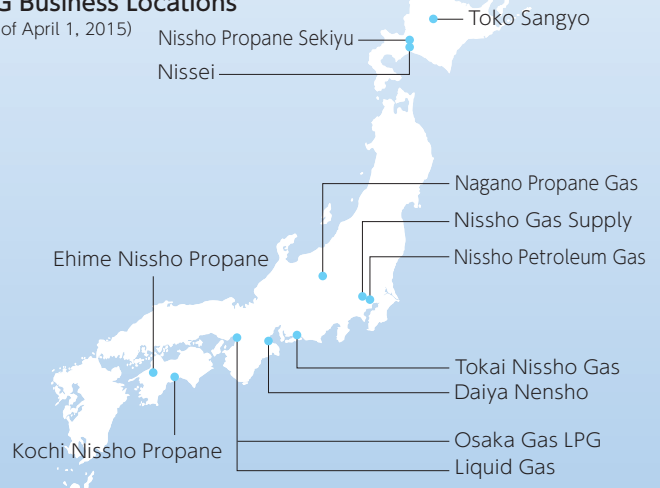 G Business Locations
of April 1, 2015)
Toko Sangyo
Nissho Propane Sekiyu
Nissei
Nagano Propane Gas
Nissho Gas Supply
Nissho Petroleum Gas
Ehime Nissho Propane
Tokai Nissho Gas
Daiya Nensho
Osaka Gas LPG
Kochi Nissho Propane
Liquid Gas